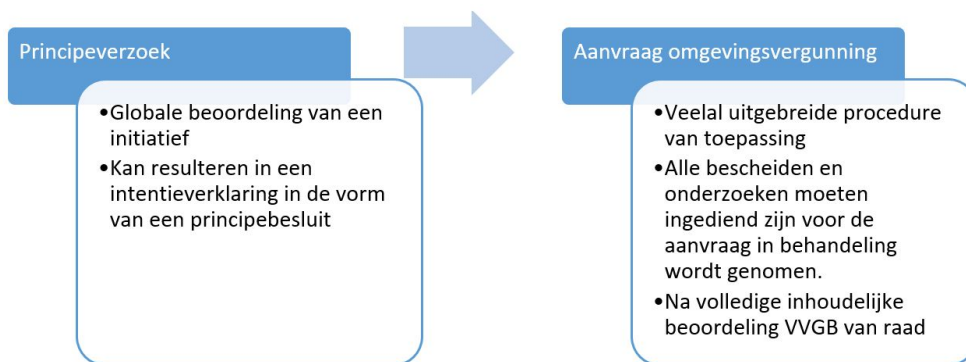 Principeverzoek
•Globale beoordeling van een
initiatief
•Kan resulteren in een
intentieverklaring in de vorm
van een principebesluit
Aanvraag omgevingsvergunning
•Veelal uitgebreide procedure
van toepassing
•Alle bescheiden en
onderzoeken moeten
ingediend zijn voor de
aanvraag in behandeling
wordt genomen.
•Na volledige inhoudelijke
beoordeling VVGB van raad